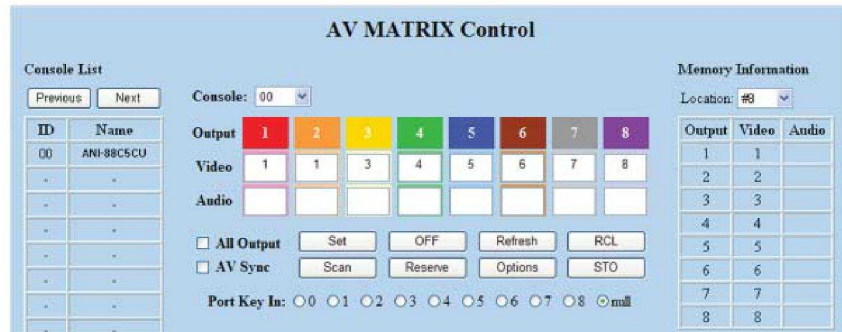 AV MATRIX Control
Console List
Previous Next
ID Name
00 ANI-88C5CU
- -
- -
- -
- -
- -
- -
- -
Console: 00
Output 1 2 3 4 5 6 7 8
Video 1 1 3 4 5 6 7 8
Audio
All Output Set OFF Refresh RCL
AV Sync Scan Reserve Options STO
Port Key In: 0 1 2 3 4 5 6 7 8 null
Memory Information
Location: #8
Output Video Audio
1 1
2 2
3 3
4 4
5 5
6 6
7 7
8 8